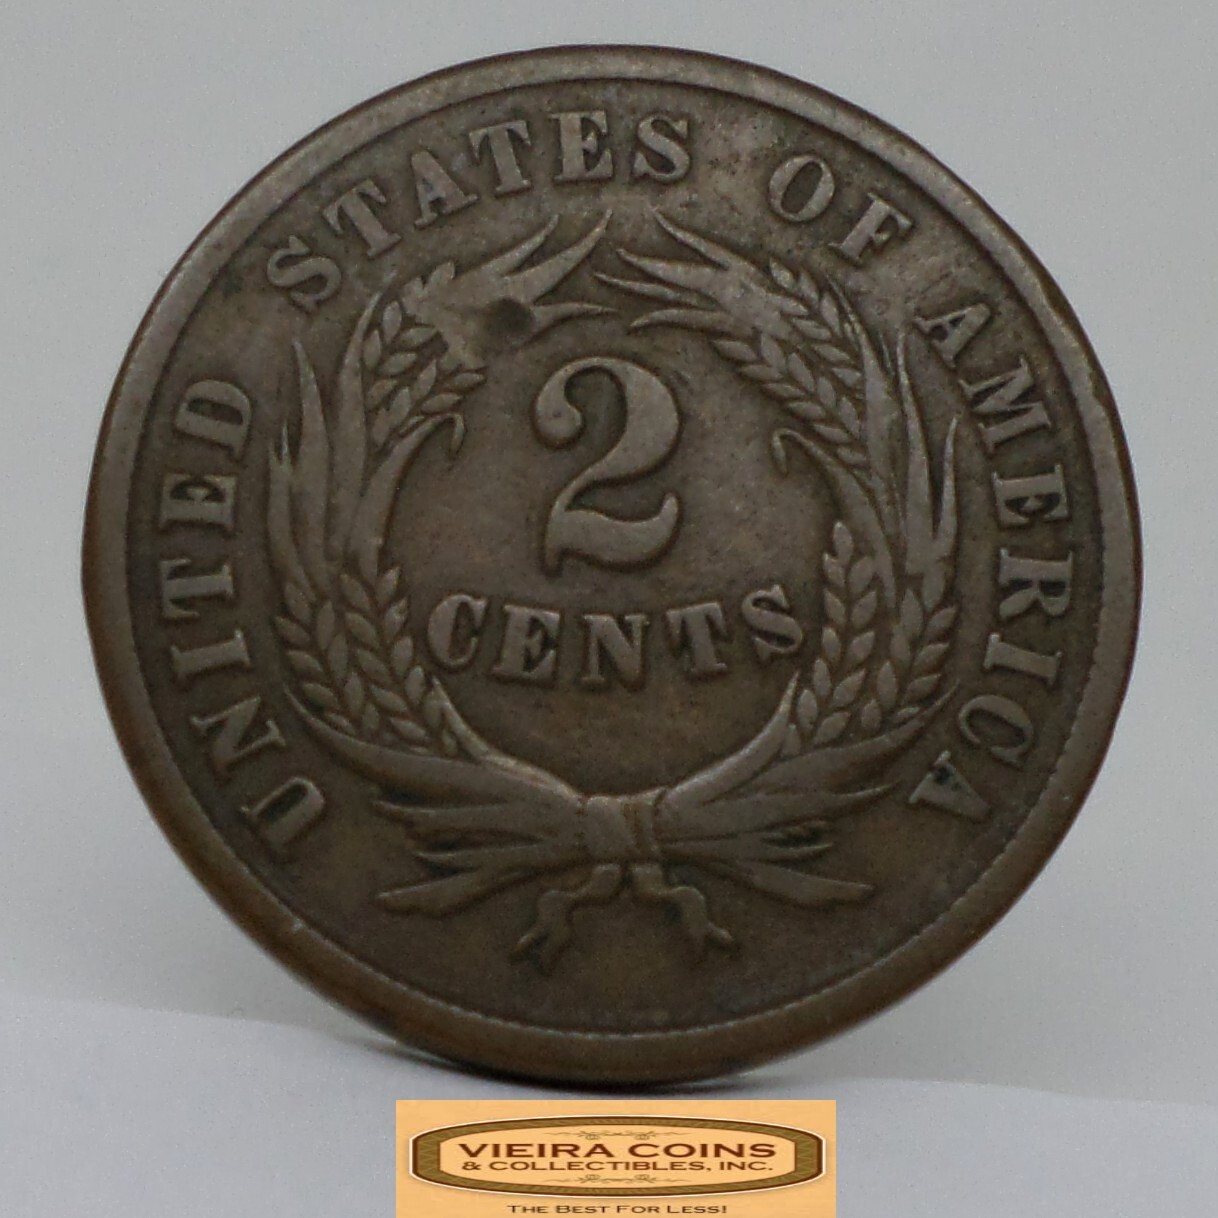 UNITED STATES OF AMERICA
2
CENTS
VIEIRA COINS
& COLLECTIBLES, INC.
THE BEST FOR LESS!